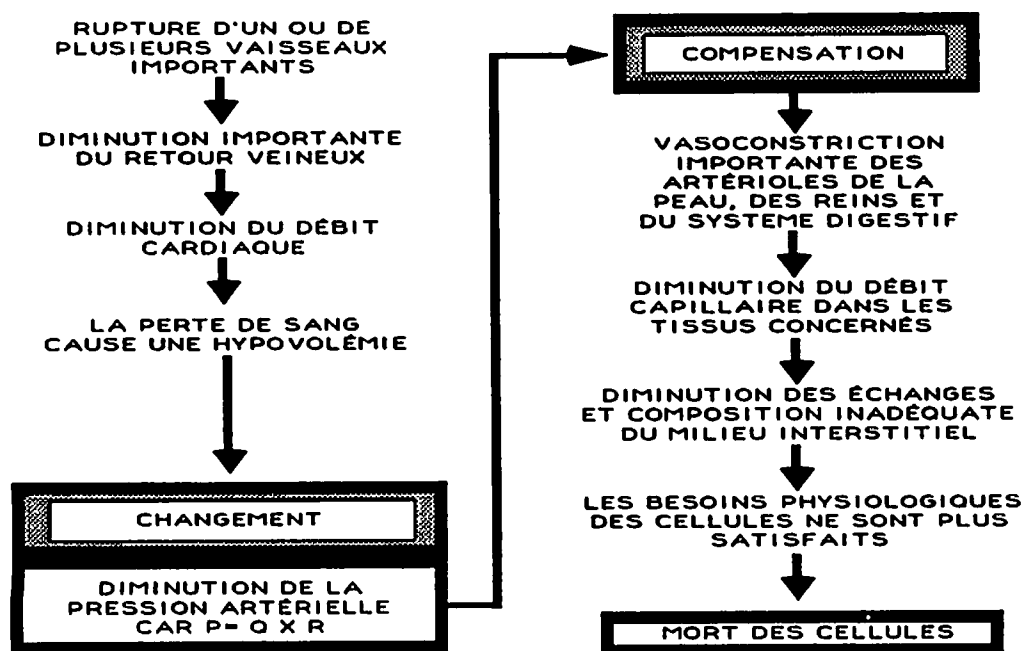 RUPTURE D'UN OU DE
PLUSIEURS VAISSEAUX
IMPORTANTS
DIMINUTION IMPORTANTE
DU RETOUR VEINEUX
DIMINUTION DU DÉBIT
CARDIAQUE
LA PERTE DE SANG
CAUSE UNE HYPOVOLÉMIE
CHANGEMENT
DIMINUTION DE LA
PRESSION ARTÉRIELLE
CAR P= Q X R
COMPENSATION
VASOCONSTRICTION
IMPORTANTE DES
ARTÉRIOLES DE LA
PEAU, DES REINS ET
DU SYSTEME DIGESTIF
DIMINUTION DU DÉBIT
CAPILLAIRE DANS LES
TISSUS CONCERNÉS
DIMINUTION DES ÉCHANGES
ET COMPOSITION INADÉQUATE
DU MILIEU INTERSTITIEL
LES BESOINS PHYSIOLOGIQUES
DES CELLULES NE SONT PLUS
SATISFAITS
MORT DES CELLULES